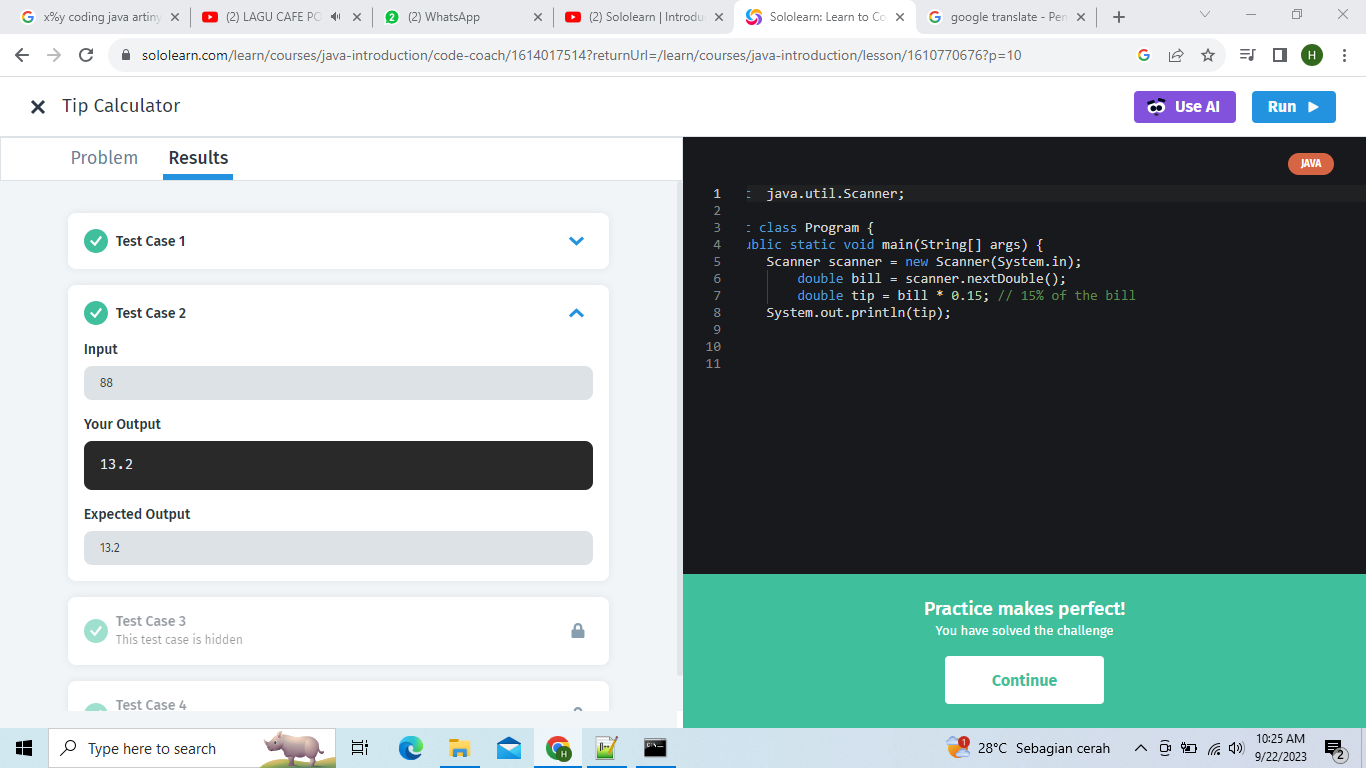 x%y coding java artiny
(2) LAGU CAFE PO
(2) WhatsApp
(2) Sololearn | Introdu
Sololearn: Learn to Co
google translate - Pen
sololearn.com/learn/courses/java-introduction/code-coach/1614017514?returnUrl=/learn/courses/java-introduction/lesson/1610770676?p=10
H
Tip Calculator
Use AI
Run
Problem
Results
Test Case 1
Test Case 2
Input
88
Your Output
13.2
Expected Output
13.2
Test Case 3
This test case is hidden
Test Case 4
JAVA
1 java.util.Scanner;
2
3 class Program {
4 ublic static void main(String[] args) {
5 Scanner scanner = new Scanner(System.in);
6 double bill = scanner.nextDouble();
7 double tip = bill * 0.15; // 15% of the bill
8 System.out.println(tip);
9
10
11
Practice makes perfect!
You have solved the challenge
Continue
Type here to search
28°C Sebagian cerah
10:25 AM
9/22/2023
2